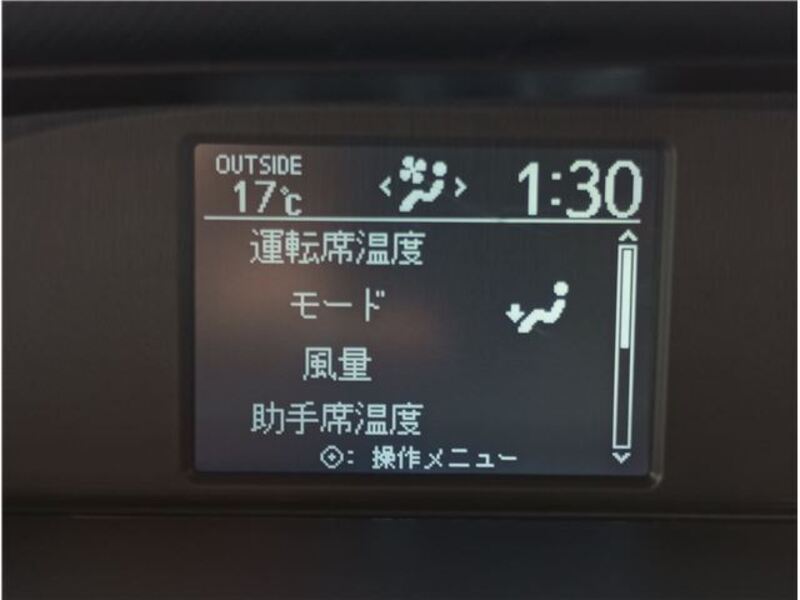 OUTSIDE
17℃
1:30
運転席温度
モード
風量
助手席温度
: 操作メニュー